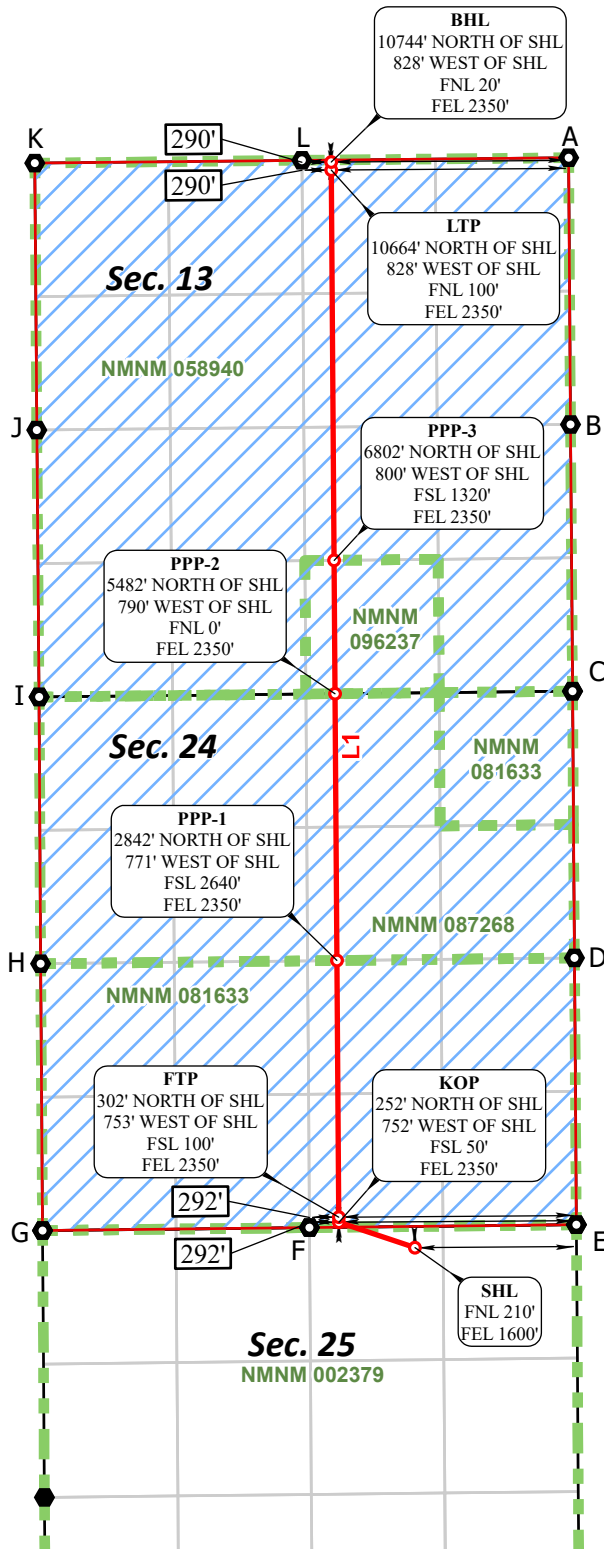 BHL
10744' NORTH OF SHL
828' WEST OF SHL
FNL 20'
FEL 2350'
K
290'
L
A
290'
LTP
10664' NORTH OF SHL
828' WEST OF SHL
FNL 100'
FEL 2350'
Sec. 13
NMNM 058940
J
B
PPP-3
6802' NORTH OF SHL
800' WEST OF SHL
FSL 1320'
FEL 2350'
PPP-2
5482' NORTH OF SHL
790' WEST OF SHL
FNL 0'
FEL 2350'
NMNM
096237
I
C
Sec. 24
L1
NMNM
081633
PPP-1
2842' NORTH OF SHL
771' WEST OF SHL
FSL 2640'
FEL 2350'
NMNM 087268
H
D
NMNM 081633
FTP
302' NORTH OF SHL
753' WEST OF SHL
FSL 100'
FEL 2350'
KOP
252' NORTH OF SHL
752' WEST OF SHL
FSL 50'
FEL 2350'
292'
G
292'
F
E
SHL
FNL 210'
FEL 1600'
Sec. 25
NMNM 002379